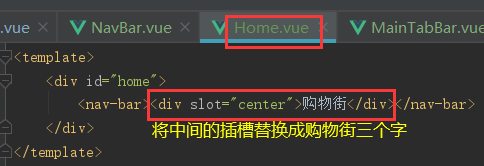 .vue NavBar.vue Home.vue MainTabBar.vue
<template>
<div id="home">
<nav-bar><div slot="center">购物街</div></nav-bar>
</div>
将中间的插槽替换成购物街三个字
</template>